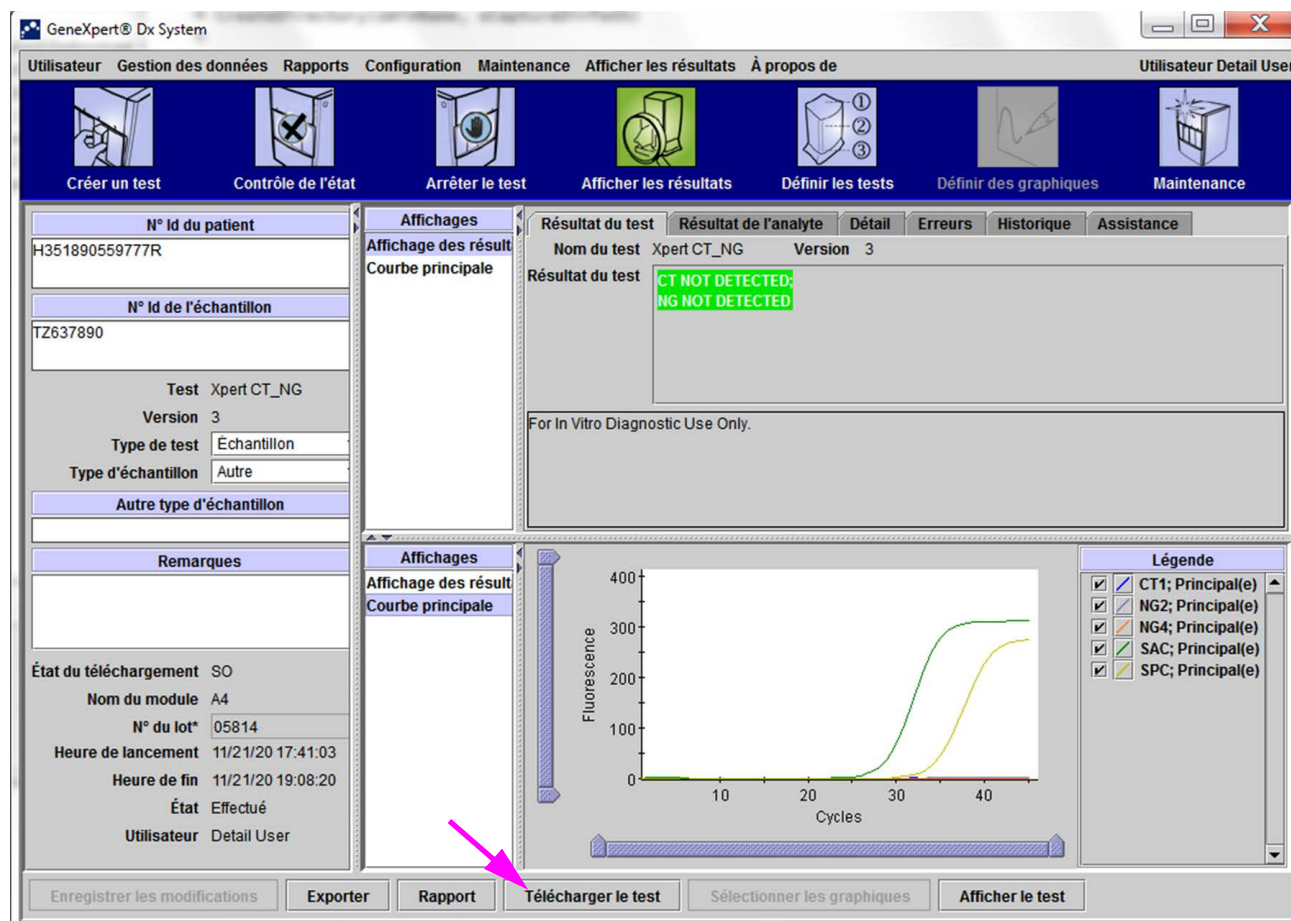 GeneXpert® Dx System
Utilisateur Gestion des données Rapports Configuration Maintenance Afficher les résultats À propos de Utilisateur Detail User
①
②
③
Créer un test Contrôle de l'état Arrêter le test Afficher les résultats Définir les tests Définir des graphiques Maintenance
N° Id du patient
H351890559777R
N° Id de l'échantillon
TZ637890
Test Xpert CT_NG
Version 3
Type de test Échantillon
Type d'échantillon Autre
Autre type d'échantillon
Remarques
État du téléchargement SO
Nom du module A4
N° du lot* 05814
Heure de lancement 11/21/20 17:41:03
Heure de fin 11/21/20 19:08:20
État Effectué
Utilisateur Detail User
Affichages
Affichage des résult
Courbe principale
Résultat du test Résultat de l'analyte Détail Erreurs Historique Assistance
Nom du test Xpert CT_NG Version 3
Résultat du test CT NOT DETECTED;
NG NOT DETECTED
For In Vitro Diagnostic Use Only.
Affichages
Affichage des résult
Courbe principale
400
300
200
100
0
Fluorescence
10 20 30 40
Cycles
Légende
CT1; Principal(e)
NG2; Principal(e)
NG4; Principal(e)
SAC; Principal(e)
SPC; Principal(e)
Enregistrer les modifications Exporter Rapport Télécharger le test Sélectionner les graphiques Afficher le test